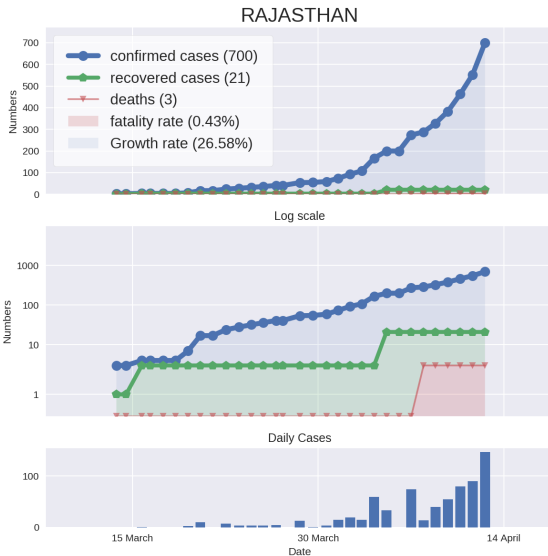 RAJASTHAN
700
600
500
400
300
200
100
0
Numbers
confirmed cases (700)
recovered cases (21)
deaths (3)
fatality rate (0.43%)
Growth rate (26.58%)
Log scale
1000
100
10
1
Numbers
Daily Cases
100
0
15 March
30 March
14 April
Date